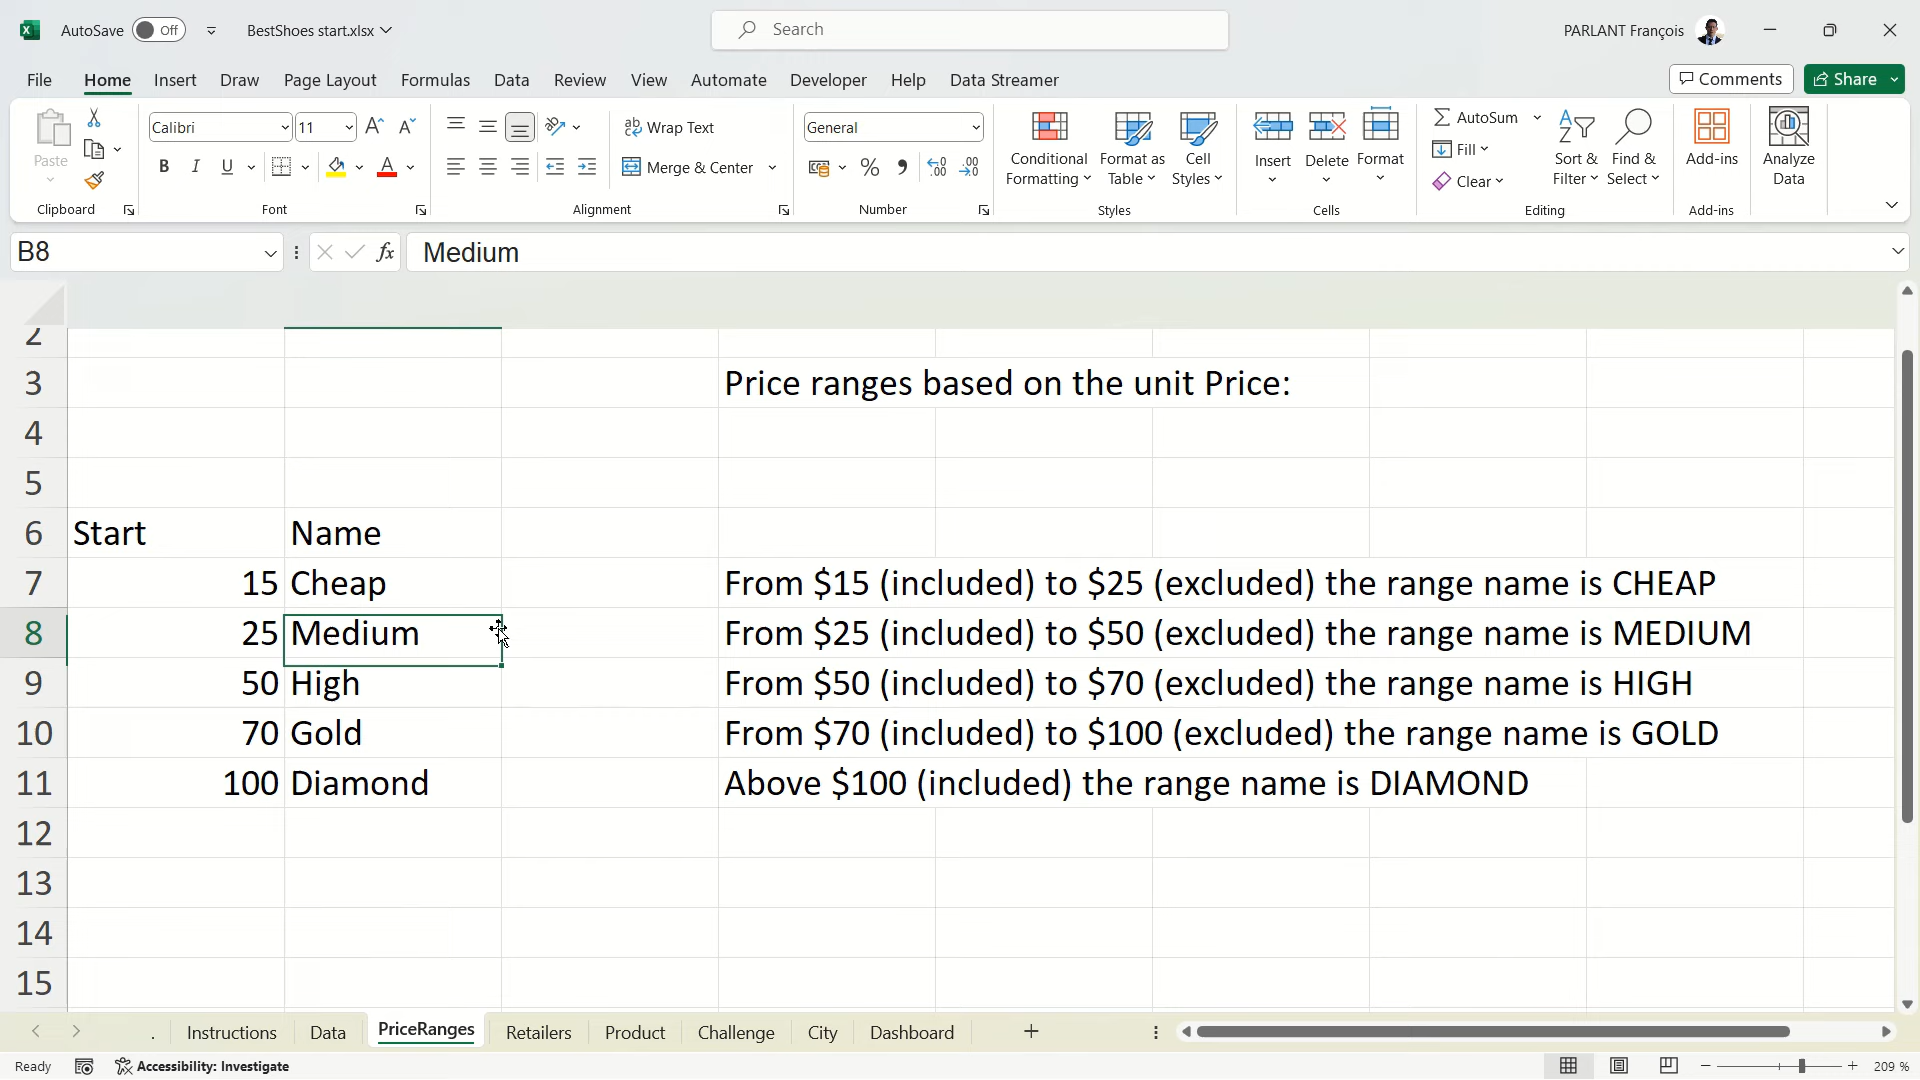 AutoSave Off BestShoes start.xlsx Search PARLANT François
File Home Insert Draw Page Layout Formulas Data Review View Automate Developer Help Data Streamer Comments Share
Paste Calibri 11 A A Wrap Text General AutoSum
B I U A Merge & Center % , Conditional Formatting Format as Table Cell Styles Insert Delete Format Fill Clear Sort & Filter Find & Select Add-ins Analyze Data
Clipboard Font Alignment Number Styles Cells Editing Add-ins
B8 fx Medium
2
3 Price ranges based on the unit Price:
4
5
6 Start Name
7 15 Cheap From $15 (included) to $25 (excluded) the range name is CHEAP
8 25 Medium From $25 (included) to $50 (excluded) the range name is MEDIUM
9 50 High From $50 (included) to $70 (excluded) the range name is HIGH
10 70 Gold From $70 (included) to $100 (excluded) the range name is GOLD
11 100 Diamond Above $100 (included) the range name is DIAMOND
12
13
14
15
. Instructions Data PriceRanges Retailers Product Challenge City Dashboard
Ready Accessibility: Investigate 209 %